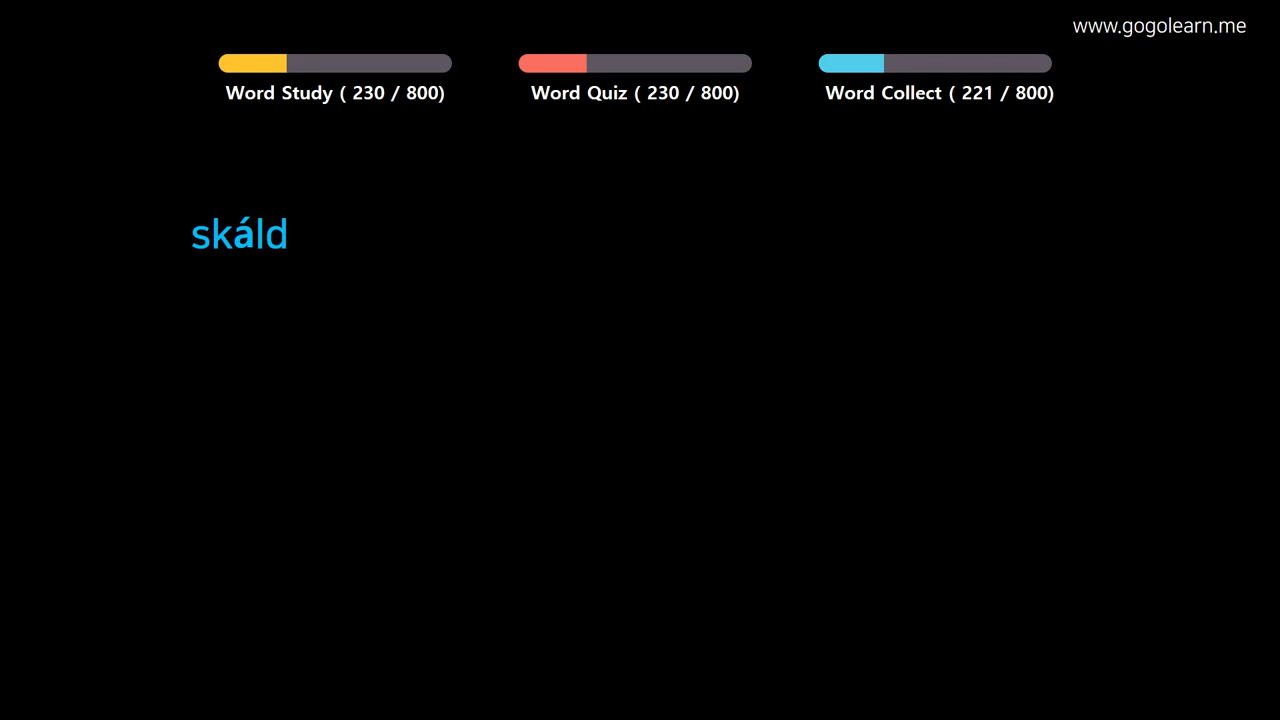 www.gogolearn.me
Word Study ( 230 / 800)
Word Quiz ( 230 / 800)
Word Collect ( 221 / 800)
skáld